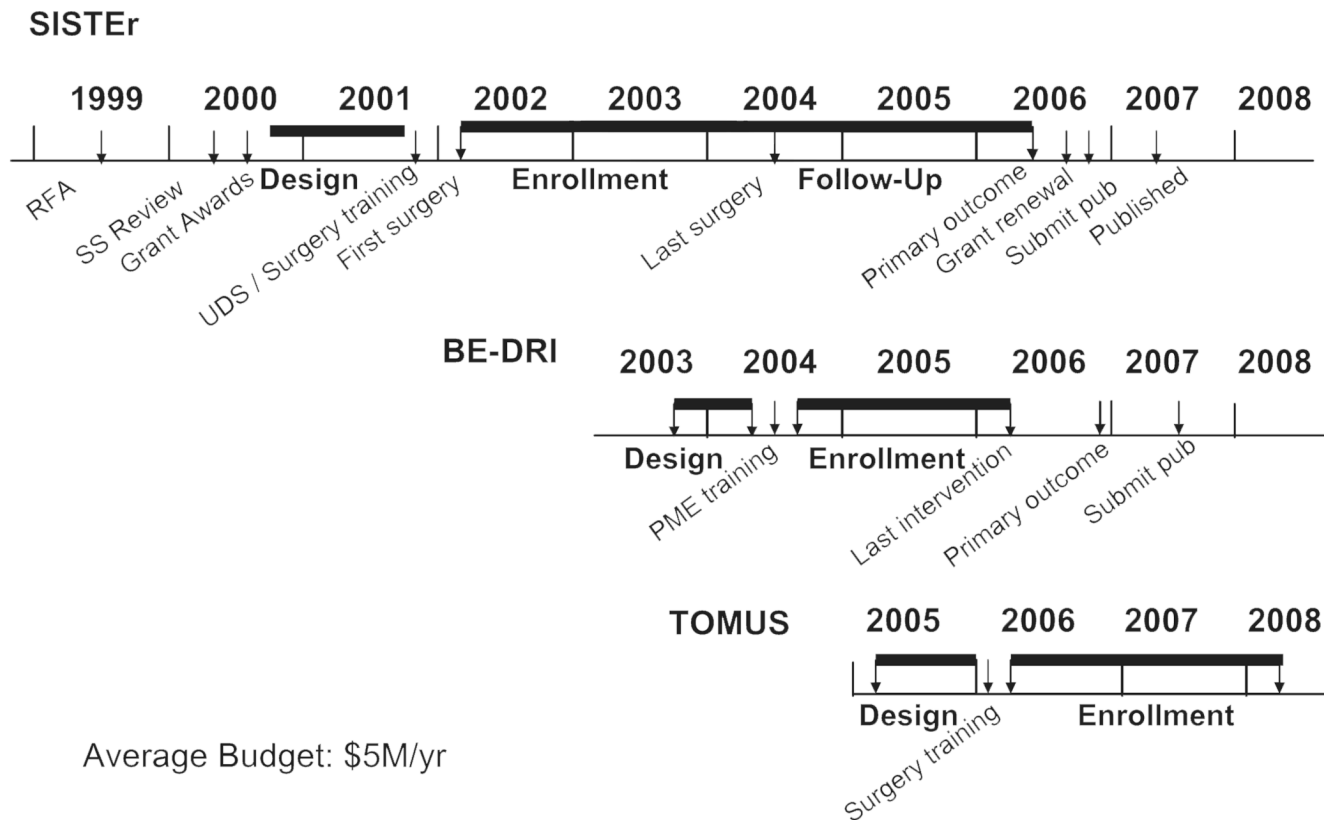 SISTEr
1999 2000 2001 2002 2003 2004 2005 2006 2007 2008
Design Enrollment Follow-Up
RFA
SS Review
Grant Awards
UDS / Surgery training
First surgery
Last surgery
Primary outcome
Grant renewal
Submit pub
Published
BE-DRI
2003 2004 2005 2006 2007 2008
Design Enrollment
PME training
Last intervention
Primary outcome
Submit pub
TOMUS
2005 2006 2007 2008
Design Enrollment
Surgery training
Average Budget: $5M/yr